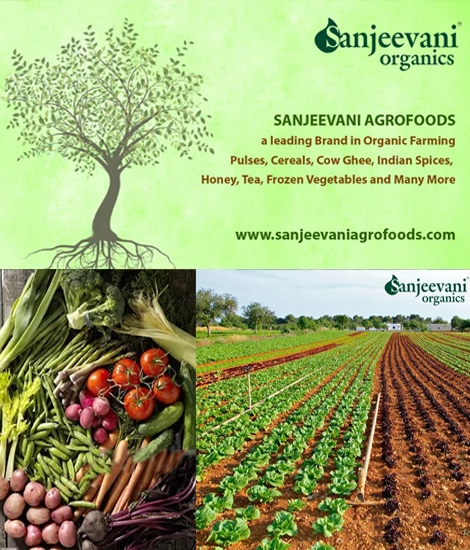 Sanjeevani®
organics
SANJEEVANI AGROFOODS
a leading Brand in Organic Farming
Pulses, Cereals, Cow Ghee, Indian Spices,
Honey, Tea, Frozen Vegetables and Many More
www.sanjeevaniagrofoods.com
Sanjeevani®
organics